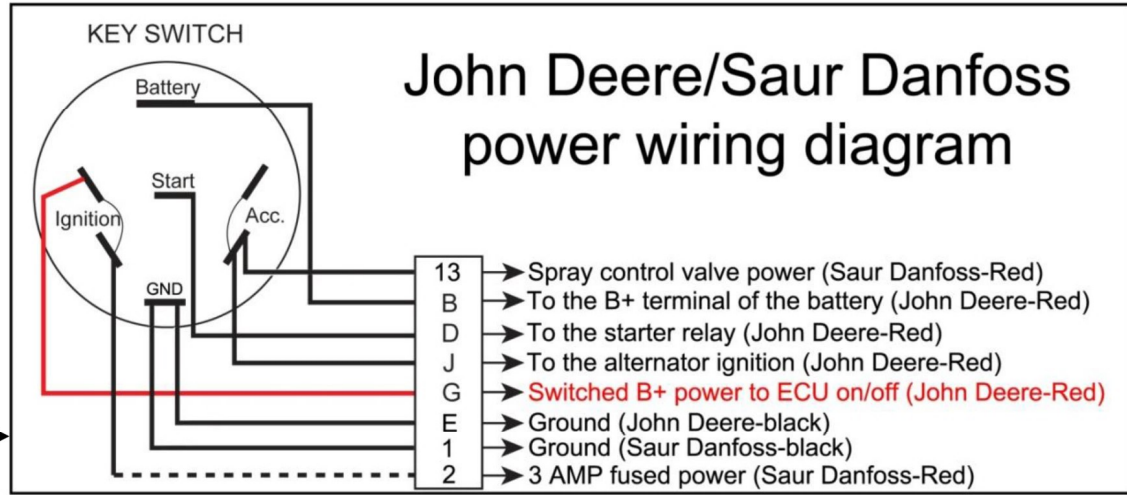 KEY SWITCH
John Deere/Saur Danfoss
power wiring diagram
Battery
Start
Ignition
Acc.
GND
13 Spray control valve power (Saur Danfoss-Red)
B To the B+ terminal of the battery (John Deere-Red)
D To the starter relay (John Deere-Red)
J To the alternator ignition (John Deere-Red)
G Switched B+ power to ECU on/off (John Deere-Red)
E Ground (John Deere-black)
1 Ground (Saur Danfoss-black)
2 3 AMP fused power (Saur Danfoss-Red)